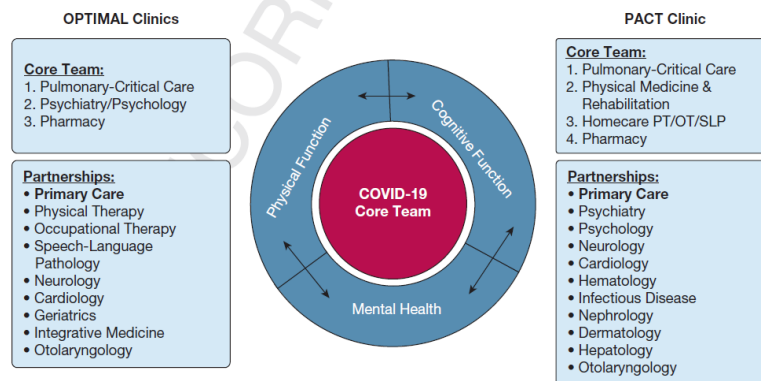 OPTIMAL Clinics
Core Team:
1. Pulmonary-Critical Care
2. Psychiatry/Psychology
3. Pharmacy
Partnerships:
• Primary Care
• Physical Therapy
• Occupational Therapy
• Speech-Language
Pathology
• Neurology
• Cardiology
• Geriatrics
• Integrative Medicine
• Otolaryngology
Physical Function
Cognitive Function
COVID-19
Core Team
Mental Health
PACT Clinic
Core Team:
1. Pulmonary-Critical Care
2. Physical Medicine &
Rehabilitation
3. Homecare PT/OT/SLP
4. Pharmacy
Partnerships:
• Primary Care
• Psychiatry
• Psychology
• Neurology
• Cardiology
• Hematology
• Infectious Disease
• Nephrology
• Dermatology
• Hepatology
• Otolaryngology